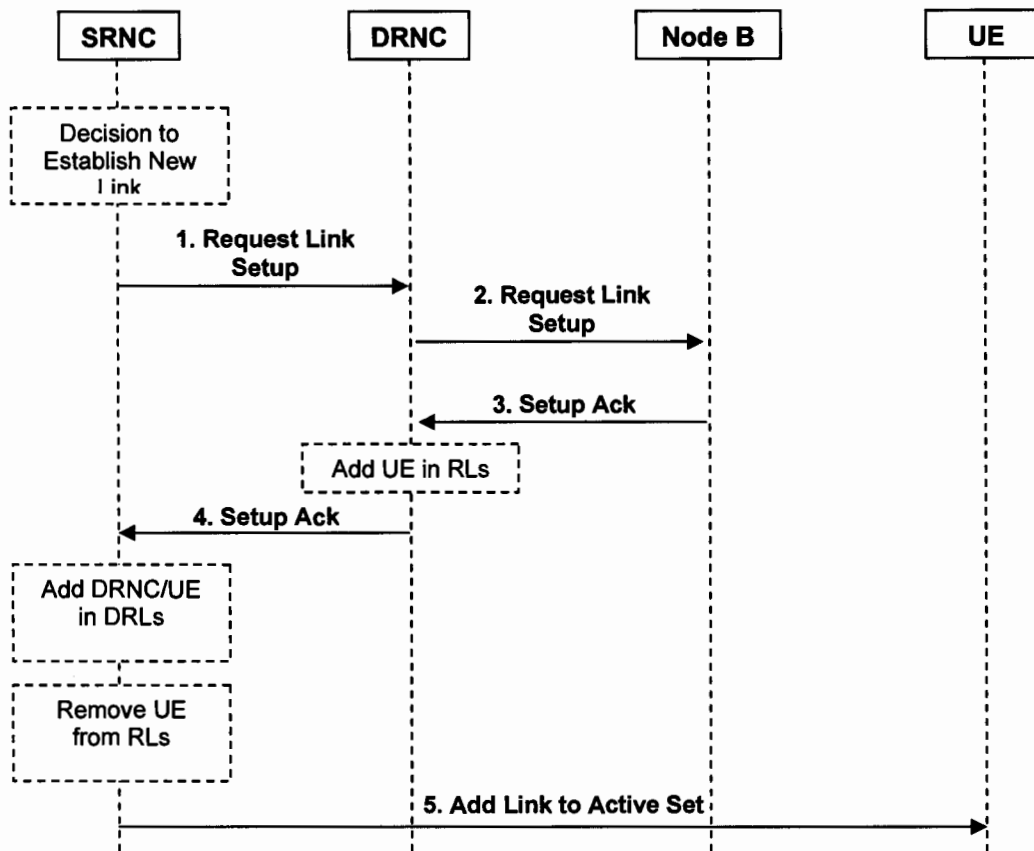 SRNC
DRNC
Node B
UE
Decision to
Establish New
Link
1. Request Link
Setup
2. Request Link
Setup
3. Setup Ack
Add UE in RLs
4. Setup Ack
Add DRNC/UE
in DRLs
Remove UE
from RLs
5. Add Link to Active Set